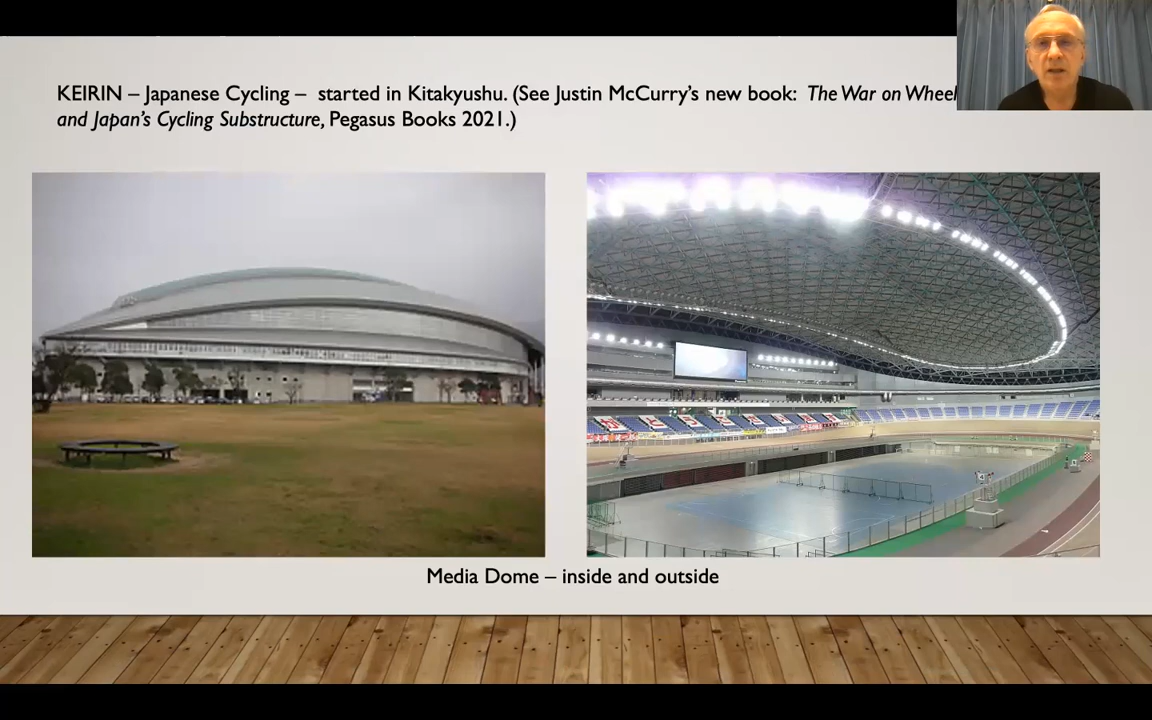 KEIRIN – Japanese Cycling – started in Kitakyushu. (See Justin McCurry's new book: The War on Wheel
and Japan's Cycling Substructure, Pegasus Books 2021.)
Media Dome – inside and outside